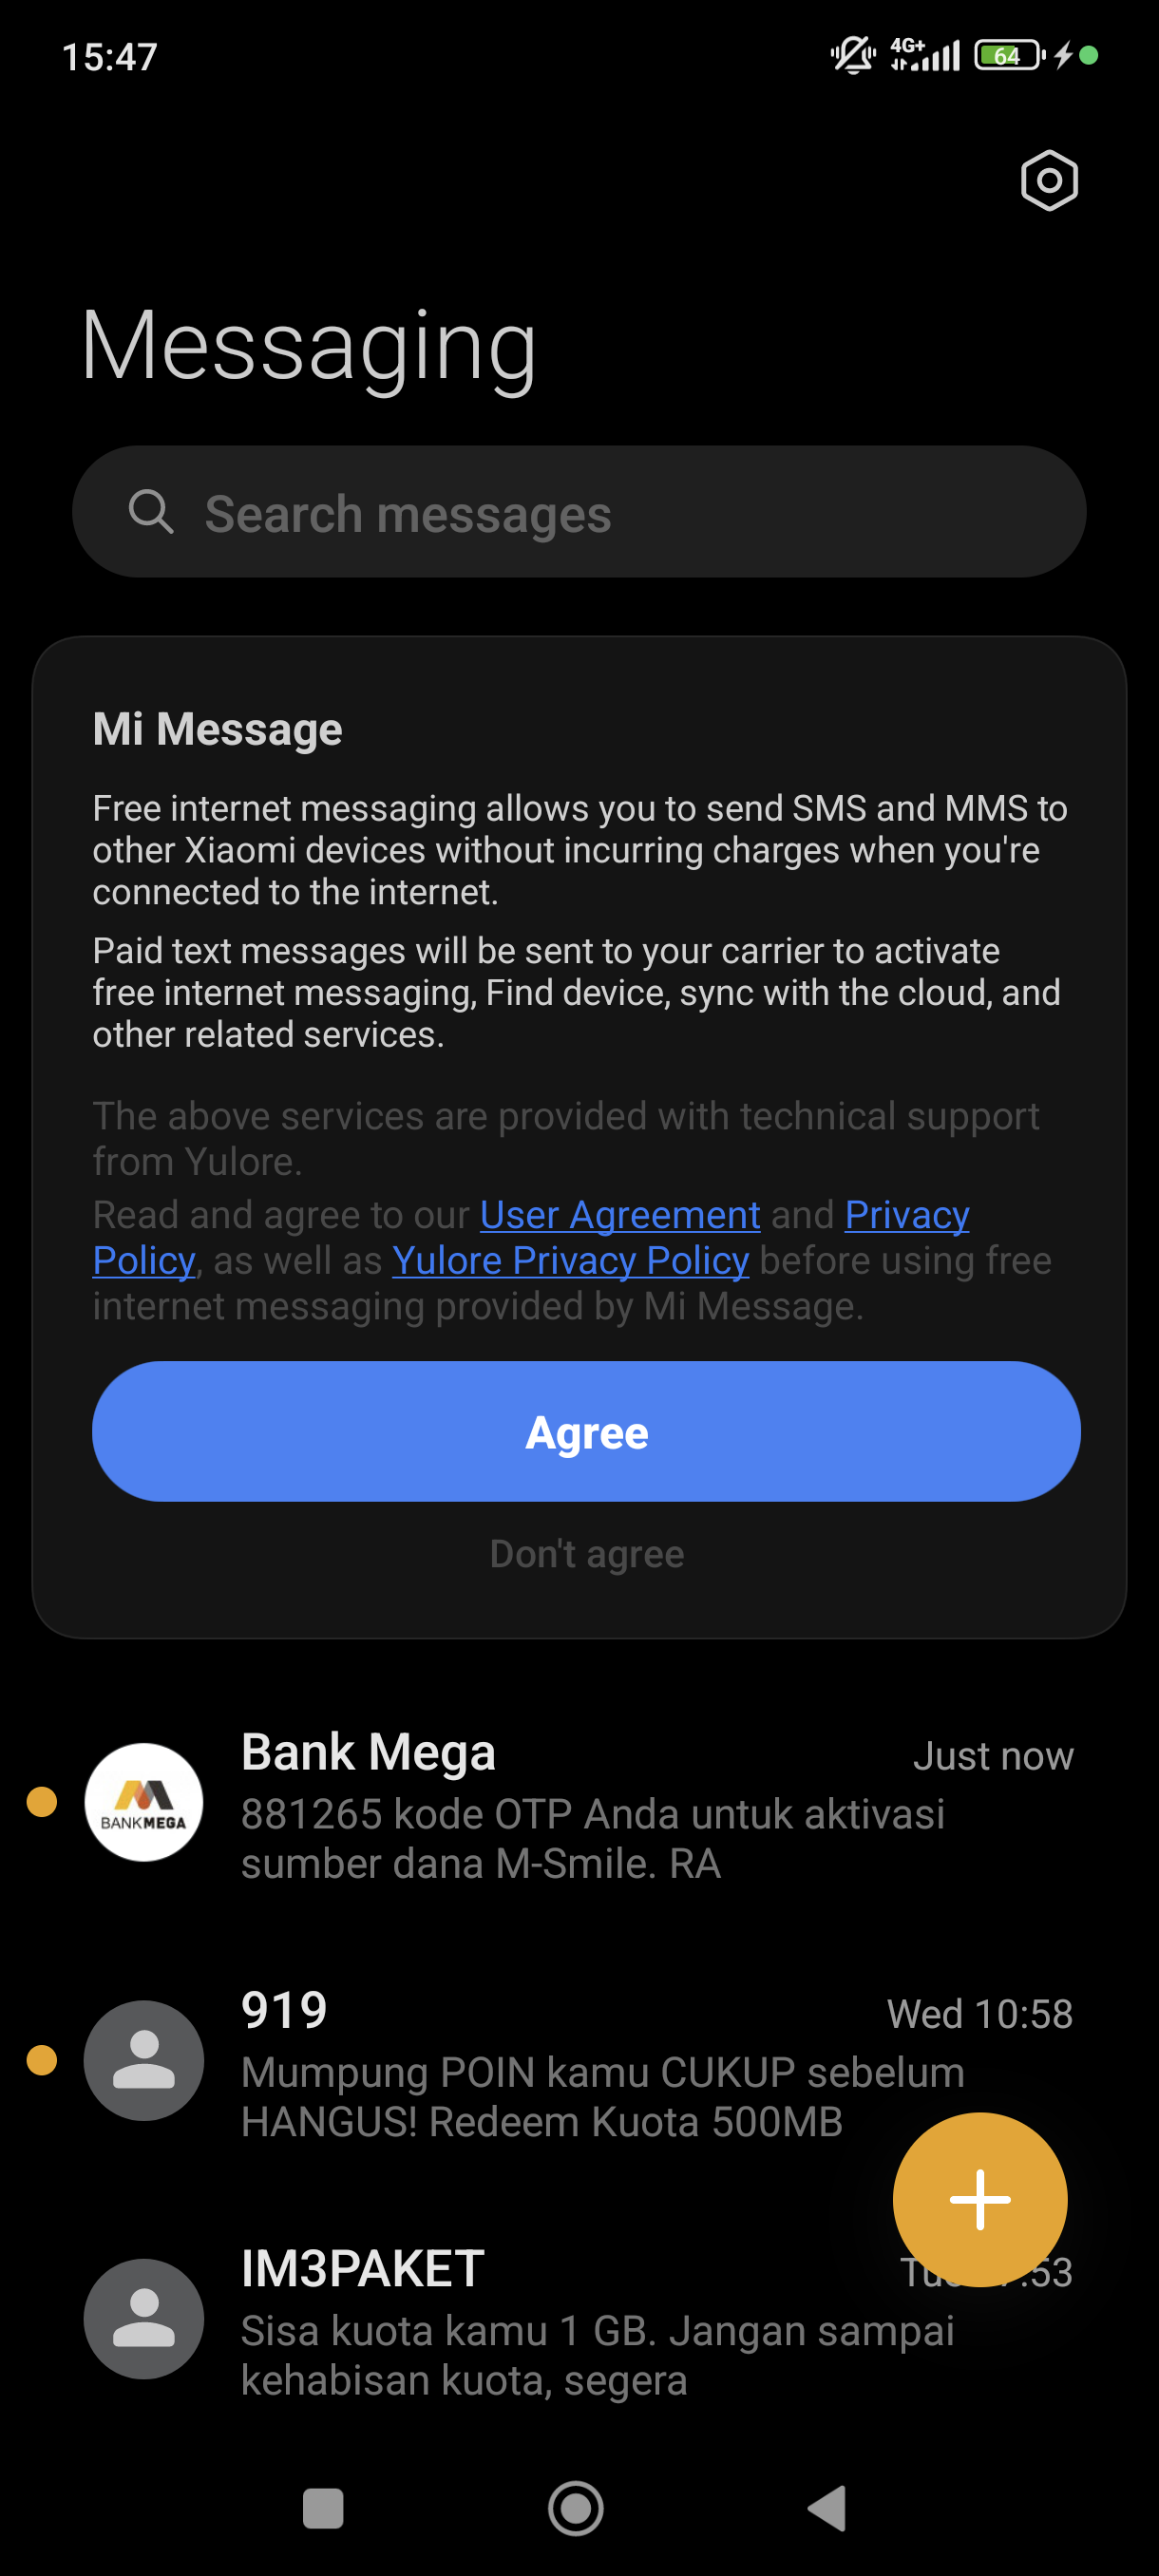 15:47
4G+
64
Messaging
Search messages
Mi Message
Free internet messaging allows you to send SMS and MMS to
other Xiaomi devices without incurring charges when you're
connected to the internet.
Paid text messages will be sent to your carrier to activate
free internet messaging, Find device, sync with the cloud, and
other related services.
The above services are provided with technical support
from Yulore.
Read and agree to our User Agreement and Privacy
Policy, as well as Yulore Privacy Policy before using free
internet messaging provided by Mi Message.
Agree
Don't agree
BANKMEGA
Bank Mega
Just now
881265 kode OTP Anda untuk aktivasi
sumber dana M-Smile. RA
919
Wed 10:58
Mumpung POIN kamu CUKUP sebelum
HANGUS! Redeem Kuota 500MB
IM3PAKET
Sisa kuota kamu 1 GB. Jangan sampai
kehabisan kuota, segera